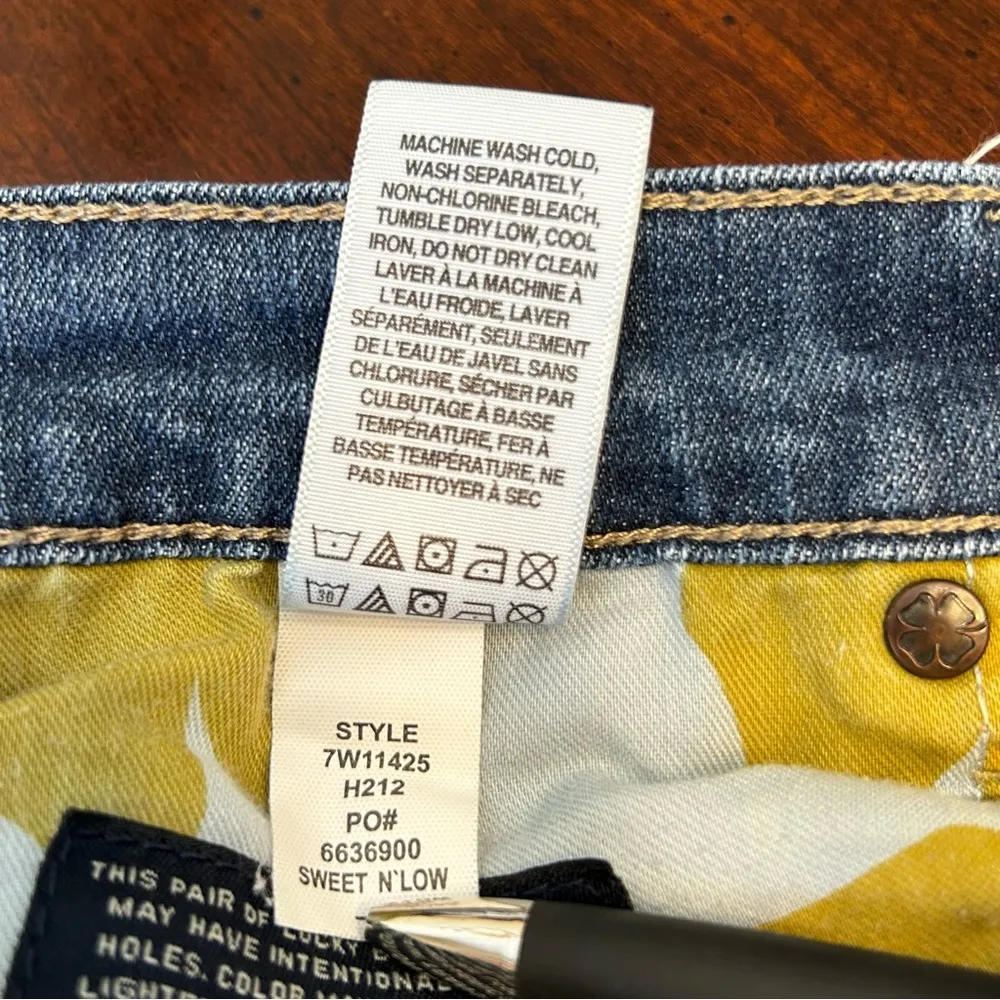 MACHINE WASH COLD,
WASH SEPARATELY,
NON-CHLORINE BLEACH,
TUMBLE DRY LOW, COOL
IRON, DO NOT DRY CLEAN
LAVER À LA MACHINE À
L'EAU FROIDE, LAVER
SÉPARÉMENT, SEULEMENT
DE L'EAU DE JAVEL SANS
CHLORURE, SÉCHER PAR
CULBUTAGE À BASSE
TEMPÉRATURE, FER À
BASSE TEMPÉRATURE, NE
PAS NETTOYER À SEC
30
STYLE
7W11425
H212
PO#
6636900
SWEET N`LOW
THIS PAIR OF LUCKY
MAY HAVE INTENTIONAL
HOLES. COLOR